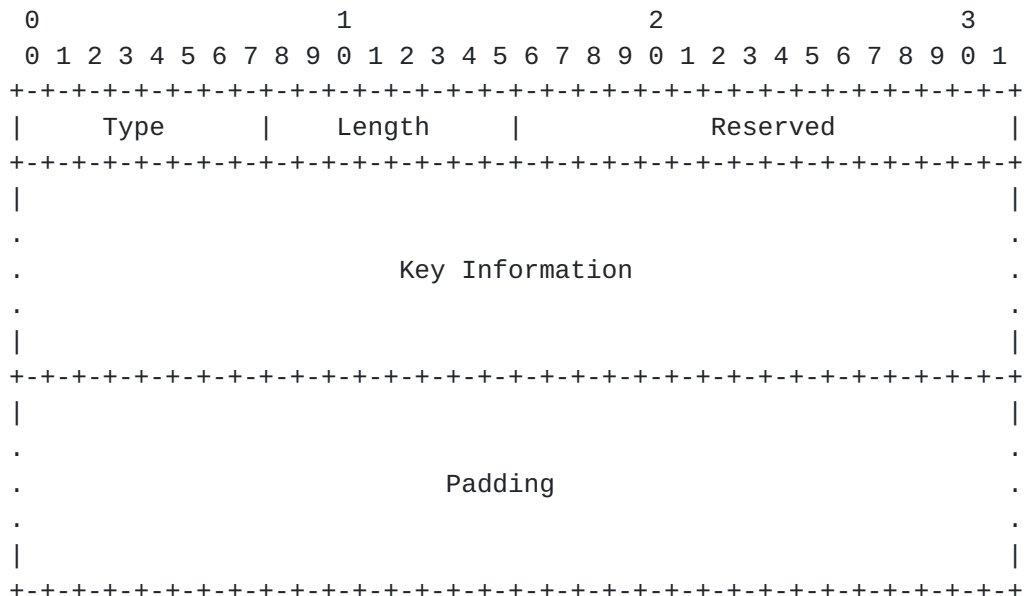 0                   1                   2                   3
 0 1 2 3 4 5 6 7 8 9 0 1 2 3 4 5 6 7 8 9 0 1 2 3 4 5 6 7 8 9 0 1
+-+-+-+-+-+-+-+-+-+-+-+-+-+-+-+-+-+-+-+-+-+-+-+-+-+-+-+-+-+-+-+-+
|     Type      |    Length     |            Reserved           |
+-+-+-+-+-+-+-+-+-+-+-+-+-+-+-+-+-+-+-+-+-+-+-+-+-+-+-+-+-+-+-+-+
|                                                               |
.                                                               .
.                        Key Information                        .
.                                                               .
|                                                               |
+-+-+-+-+-+-+-+-+-+-+-+-+-+-+-+-+-+-+-+-+-+-+-+-+-+-+-+-+-+-+-+-+
|                                                               |
.                                                               .
.                           Padding                             .
.                                                               .
|                                                               |
+-+-+-+-+-+-+-+-+-+-+-+-+-+-+-+-+-+-+-+-+-+-+-+-+-+-+-+-+-+-+-+-+